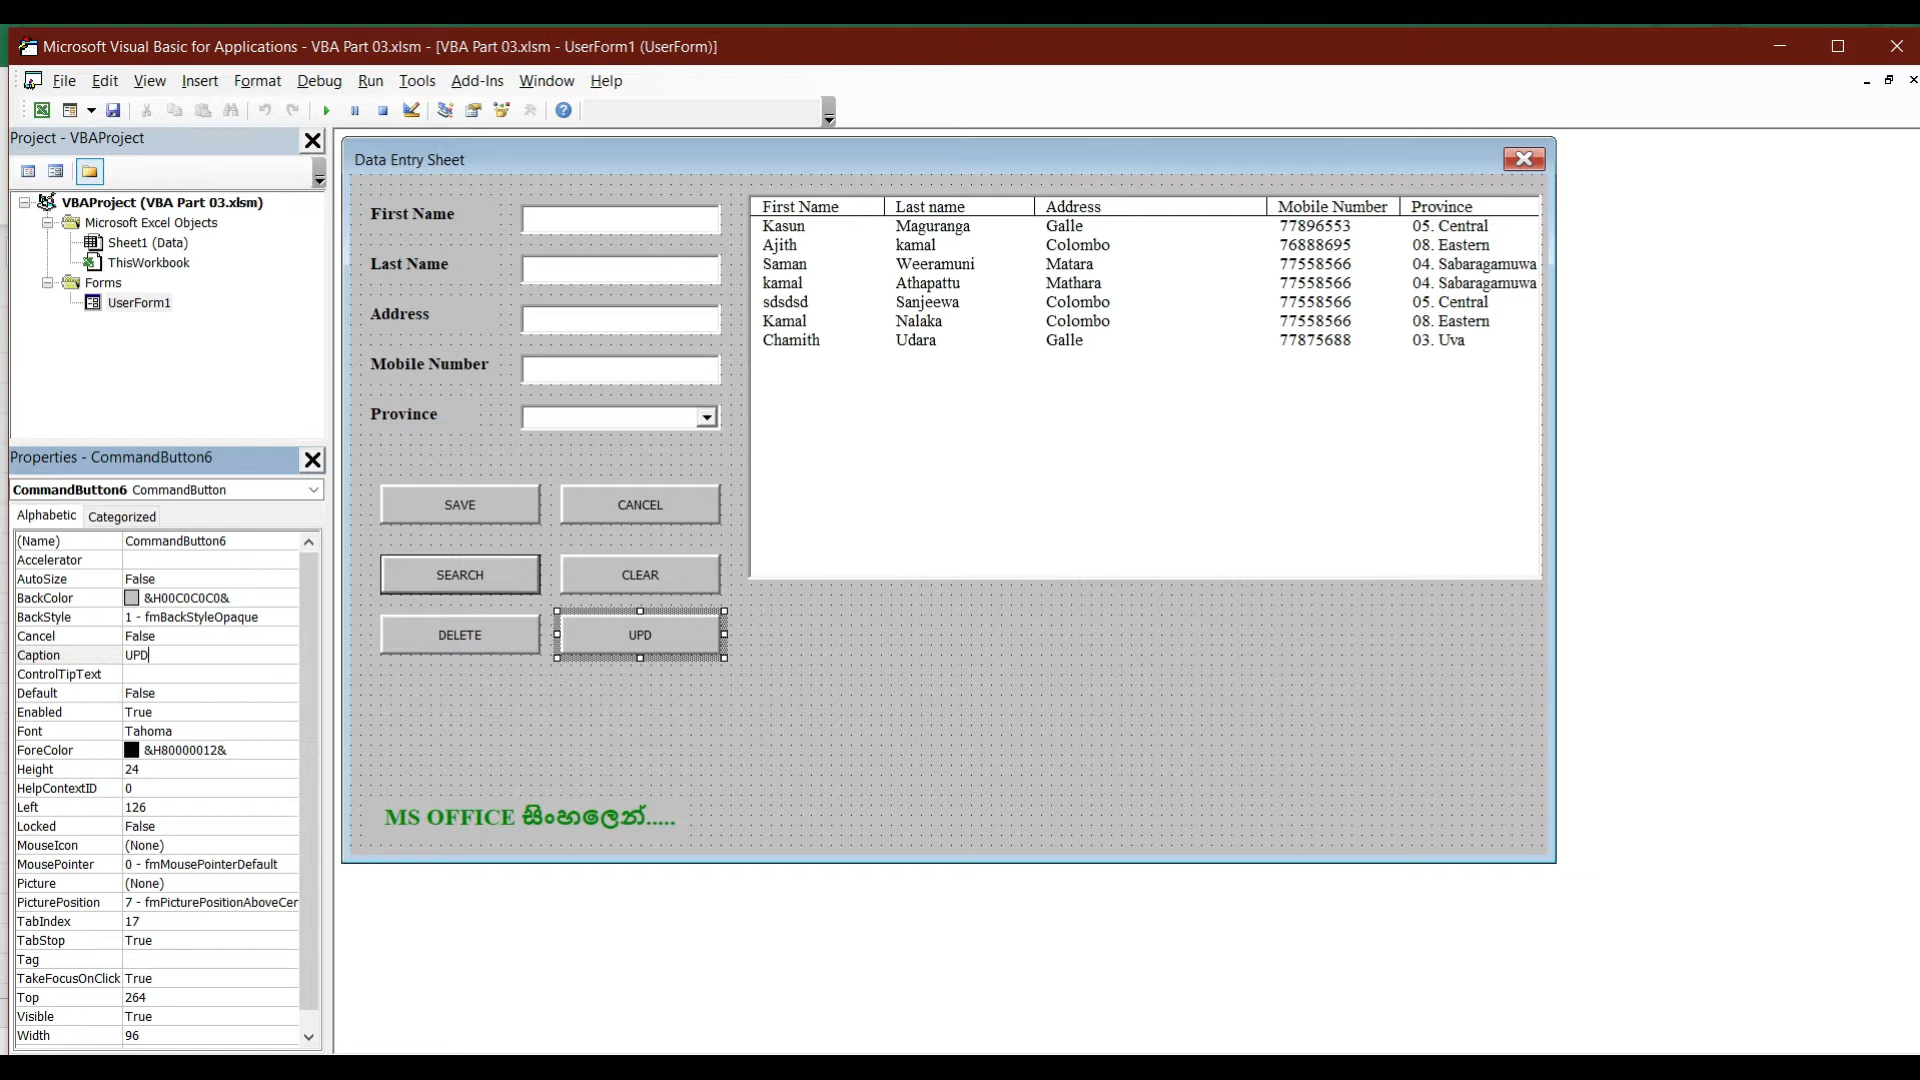 Microsoft Visual Basic for Applications - VBA Part 03.xlsm - [VBA Part 03.xlsm - UserForm1 (UserForm)]
File Edit View Insert Format Debug Run Tools Add-Ins Window Help
Project - VBAProject
VBAProject (VBA Part 03.xlsm)
Microsoft Excel Objects
Sheet1 (Data)
ThisWorkbook
Forms
UserForm1
Properties - CommandButton6
CommandButton6 CommandButton
Alphabetic Categorized
(Name) CommandButton6
Accelerator
AutoSize False
BackColor &H00C0C0C0&
BackStyle 1 - fmBackStyleOpaque
Cancel False
Caption UPD
ControlTipText
Default False
Enabled True
Font Tahoma
ForeColor &H80000012&
Height 24
HelpContextID 0
Left 126
Locked False
MouseIcon (None)
MousePointer 0 - fmMousePointerDefault
Picture (None)
PicturePosition 7 - fmPicturePositionAboveCer
TabIndex 17
TabStop True
Tag
TakeFocusOnClick True
Top 264
Visible True
Width 96
Data Entry Sheet
First Name
Last Name
Address
Mobile Number
Province
SAVE CANCEL
SEARCH CLEAR
DELETE UPD
MS OFFICE සිංහලෙන්.....
First Name Last name Address Mobile Number Province
Kasun Maguranga Galle 77896553 05. Central
Ajith kamal Colombo 76888695 08. Eastern
Saman Weeramuni Matara 77558566 04. Sabaragamuwa
kamal Athapattu Mathara 77558566 04. Sabaragamuwa
sdsdsd Sanjeewa Colombo 77558566 05. Central
Kamal Nalaka Colombo 77558566 08. Eastern
Chamith Udara Galle 77875688 03. Uva